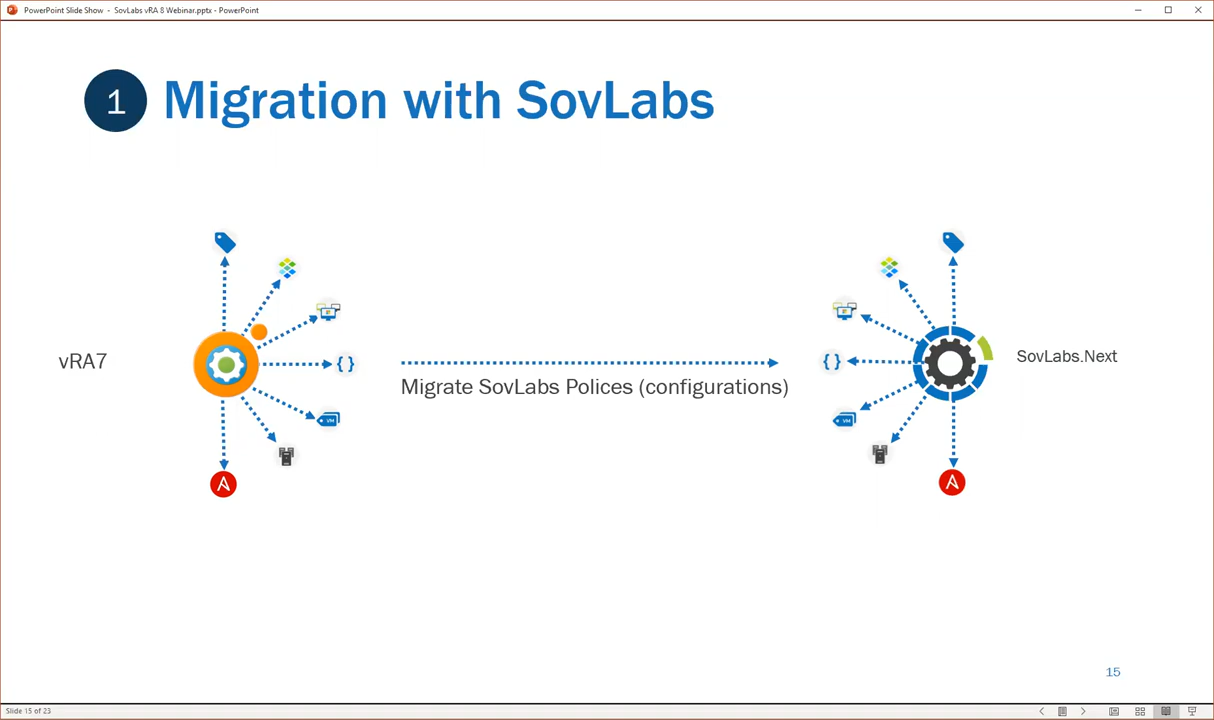 PowerPoint Slide Show - SovLabs vRA 8 Webinar.pptx - PowerPoint
1 Migration with SovLabs
vRA7
{ }
VM
Migrate SovLabs Polices (configurations)
{ }
VM
SovLabs.Next
15
Slide 15 of 23